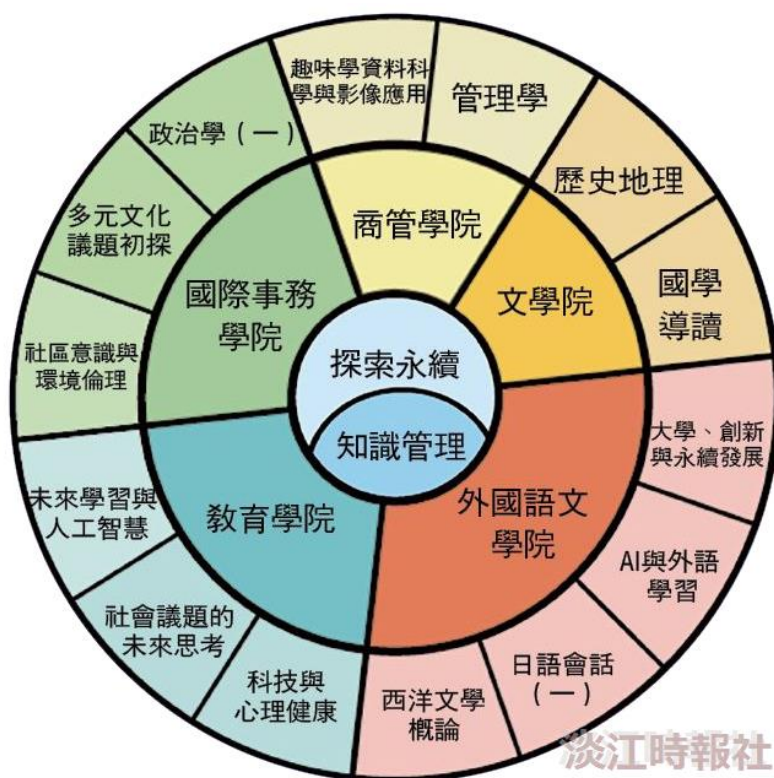 趣味學資料科
學與影像應用
管理學
歷史地理
國學
導讀
大學、創新
與永續發展
AI與外語
學習
日語會話
(一)
西洋文學
概論
科技與
心理健康
社會議題的
未來思考
未來學習與
人工智慧
社區意識與
環境倫理
多元文化
議題初探
政治學(一)
商管學院
文學院
外國語文
學院
教育學院
國際事務
學院
探索永續
知識管理
淡江時報社